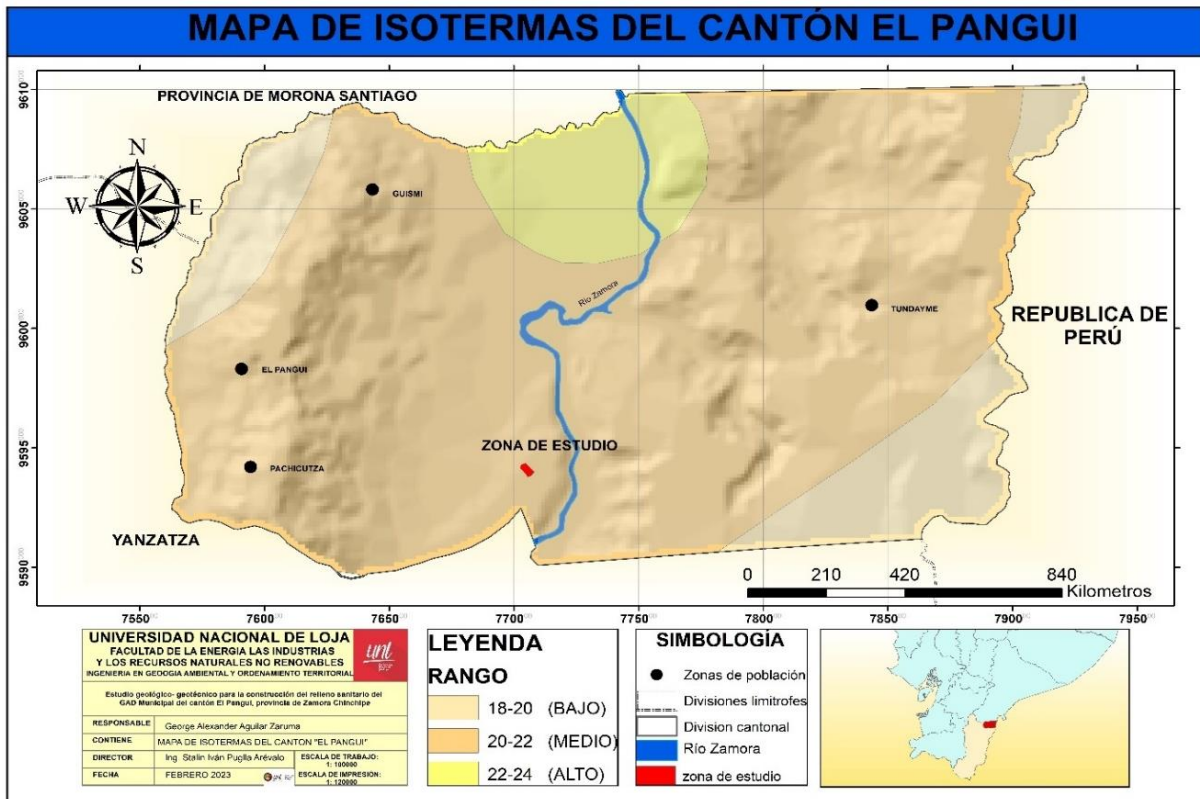 MAPA DE ISOTERMAS DEL CANTÓN EL PANGUI
PROVINCIA DE MORONA SANTIAGO
N
W E
S
GUISMI
Río Zamora
TUNDAYME
REPUBLICA DE
PERÚ
EL PANGUI
ZONA DE ESTUDIO
PACHICUTZA
YANZATZA
9610
9605
9600
9595
9590
0 210 420 840
Kilometros
7550 7600 7650 7700 7750 7800 7850 7900 7950
UNIVERSIDAD NACIONAL DE LOJA
FACULTAD DE LA ENERGIA LAS INDUSTRIAS
Y LOS RECURSOS NATURALES NO RENOVABLES
INGENIERIA EN GEOOGIA AMBIENTAL Y ORDENAMIENTO TERRITORIAL
unl
Estudio geológico- geotécnico para la construcción del relleno sanitario del
GAD Municipal del cantón El Pangui, provincia de Zamora Chinchipe
RESPONSABLE George Alexander Aguilar Zaruma
CONTIENE MAPA DE ISOTERMAS DEL CANTON "EL PANGUI"
DIRECTOR Ing. Stalin Iván Puglla Arévalo
FECHA FEBRERO 2023
ESCALA DE TRABAJO:
1: 100000
ESCALA DE IMPRESIÓN:
1: 120000
LEYENDA
RANGO
18-20 (BAJO)
20-22 (MEDIO)
22-24 (ALTO)
SIMBOLOGÍA
Zonas de población
Divisiones limitrofes
Division cantonal
Río Zamora
zona de estudio